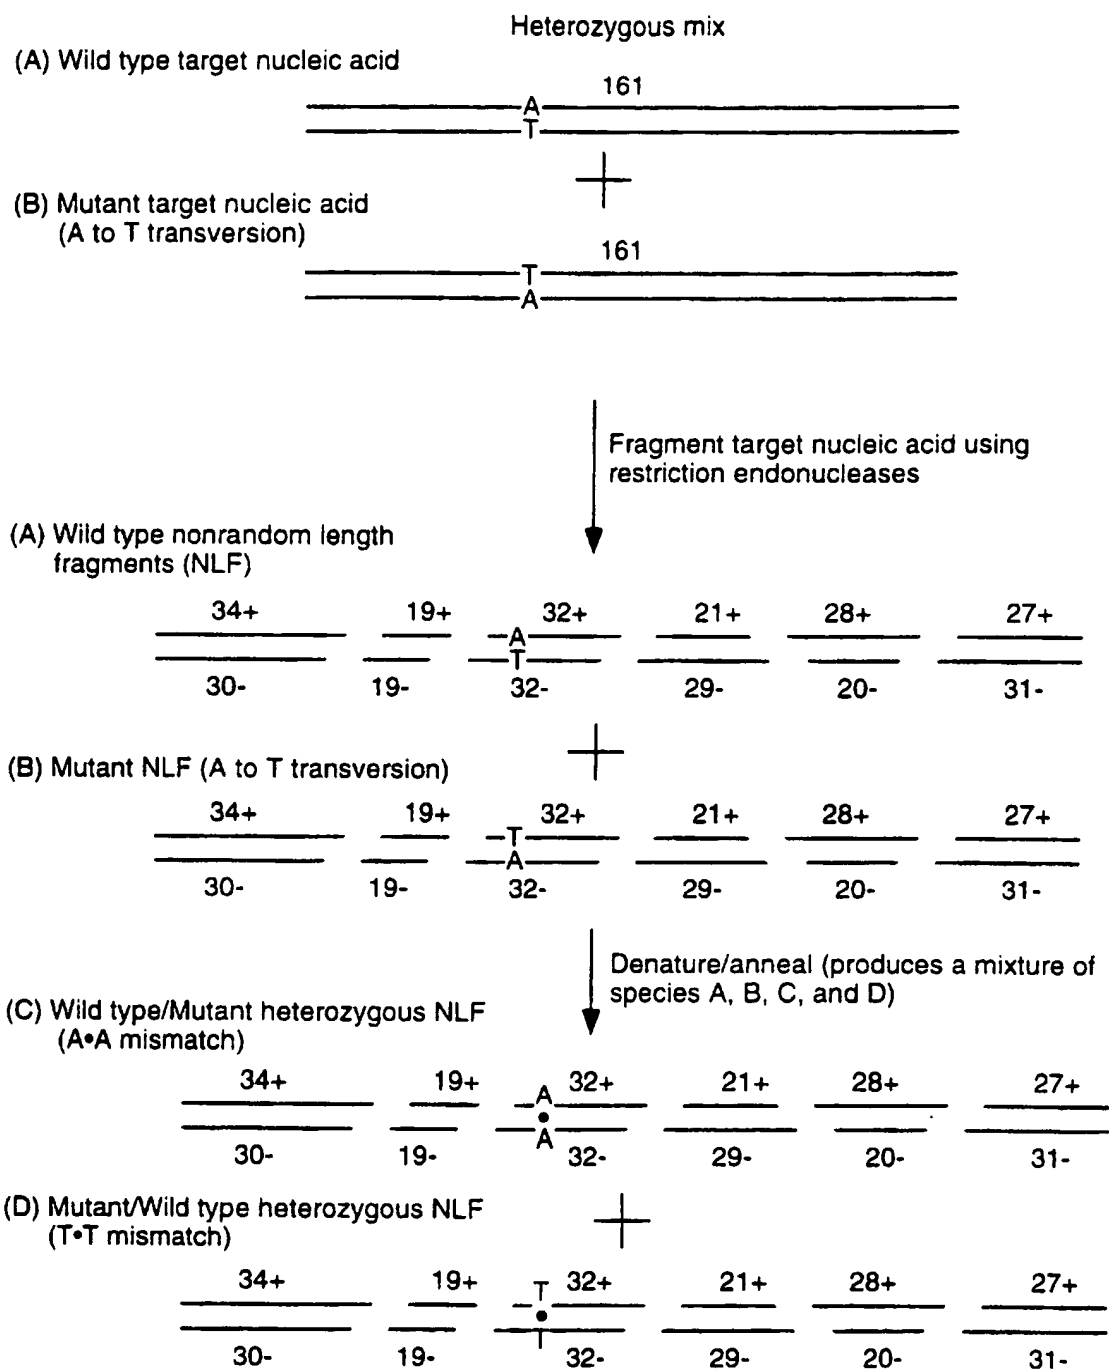 Heterozygous mix
(A) Wild type target nucleic acid
161
A
T
(B) Mutant target nucleic acid
(A to T transversion)
161
T
A
Fragment target nucleic acid using
restriction endonucleases
(A) Wild type nonrandom length
fragments (NLF)
34+ 19+ 32+ 21+ 28+ 27+
A
T
30- 19- 32- 29- 20- 31-
(B) Mutant NLF (A to T transversion)
34+ 19+ 32+ 21+ 28+ 27+
T
A
30- 19- 32- 29- 20- 31-
Denature/anneal (produces a mixture of
species A, B, C, and D)
(C) Wild type/Mutant heterozygous NLF
(A•A mismatch)
34+ 19+ A 32+ 21+ 28+ 27+
•
A
30- 19- 32- 29- 20- 31-
(D) Mutant/Wild type heterozygous NLF
(T•T mismatch)
34+ 19+ T 32+ 21+ 28+ 27+
•
T
30- 19- 32- 29- 20- 31-